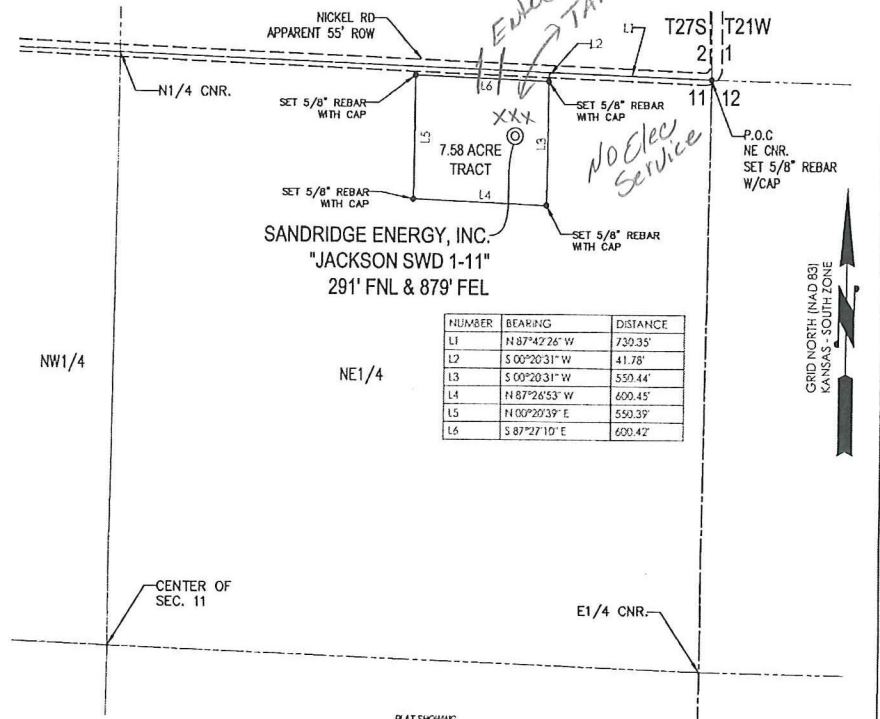 NICKEL RD
APPARENT 55' ROW
L1
T27S
T21W
2
1
L2
L6
N1/4 CNR.
SET 5/8" REBAR
WITH CAP
SET 5/8" REBAR
WITH CAP
11
12
XXX
P.O.C
NE CNR.
SET 5/8" REBAR
W/CAP
L5
7.58 ACRE
TRACT
L3
No Elec
Service
SET 5/8" REBAR
WITH CAP
L4
SET 5/8" REBAR
WITH CAP
SANDRIDGE ENERGY, INC.
"JACKSON SWD 1-11"
291' FNL & 879' FEL
GRID NORTH (NAD 83)
KANSAS - SOUTH ZONE
NUMBER BEARING DISTANCE
L1 N 87°42'26" W 730.35'
L2 S 00°20'31" W 41.78'
L3 S 00°20'31" W 550.44'
L4 N 87°26'53" W 600.45'
L5 N 00°20'39" E 550.39'
L6 S 87°27'10" E 600.42'
NW1/4
NE1/4
CENTER OF
SEC. 11
E1/4 CNR.
PLAT SHOWING